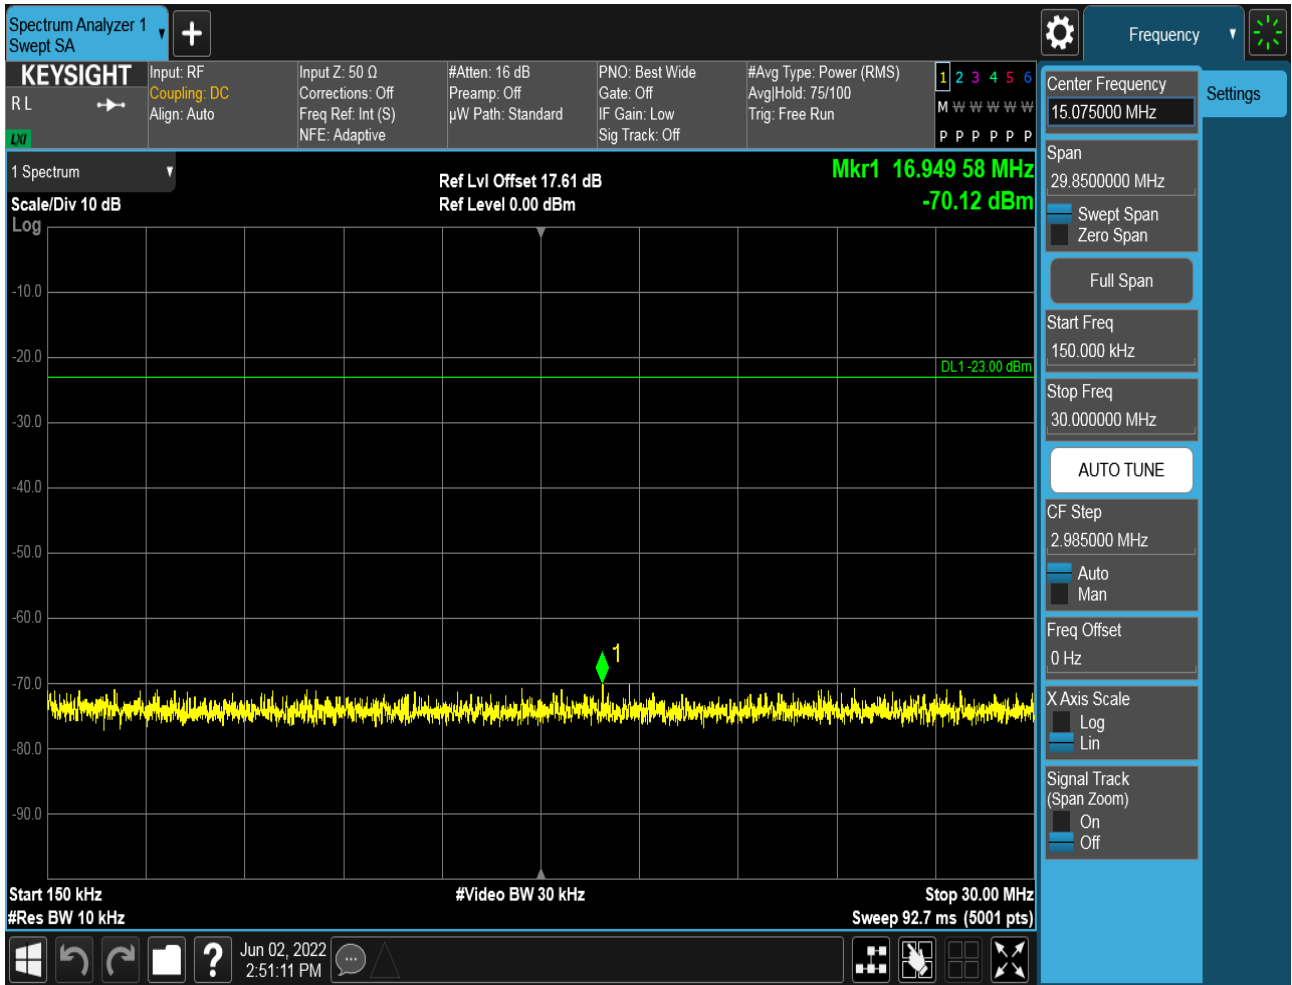 Spectrum Analyzer 1
Swept SA
Frequency
KEYSIGHT
R L
LXI
Input: RF
Coupling: DC
Align: Auto
Input Z: 50 Ω
Corrections: Off
Freq Ref: Int (S)
NFE: Adaptive
#Atten: 16 dB
Preamp: Off
µW Path: Standard
PNO: Best Wide
Gate: Off
IF Gain: Low
Sig Track: Off
#Avg Type: Power (RMS)
Avg|Hold: 75/100
Trig: Free Run
1 2 3 4 5 6
M W W W W W
P P P P P P
1 Spectrum
Scale/Div 10 dB
Log
Ref Lvl Offset 17.61 dB
Ref Level 0.00 dBm
Mkr1 16.949 58 MHz
-70.12 dBm
-10.0
-20.0
DL1 -23.00 dBm
-30.0
-40.0
-50.0
-60.0
1
-70.0
-80.0
-90.0
Start 150 kHz
#Res BW 10 kHz
#Video BW 30 kHz
Stop 30.00 MHz
Sweep 92.7 ms (5001 pts)
Jun 02, 2022
2:51:11 PM
Center Frequency
15.075000 MHz
Settings
Span
29.8500000 MHz
Swept Span
Zero Span
Full Span
Start Freq
150.000 kHz
Stop Freq
30.000000 MHz
AUTO TUNE
CF Step
2.985000 MHz
Auto
Man
Freq Offset
0 Hz
X Axis Scale
Log
Lin
Signal Track
(Span Zoom)
On
Off